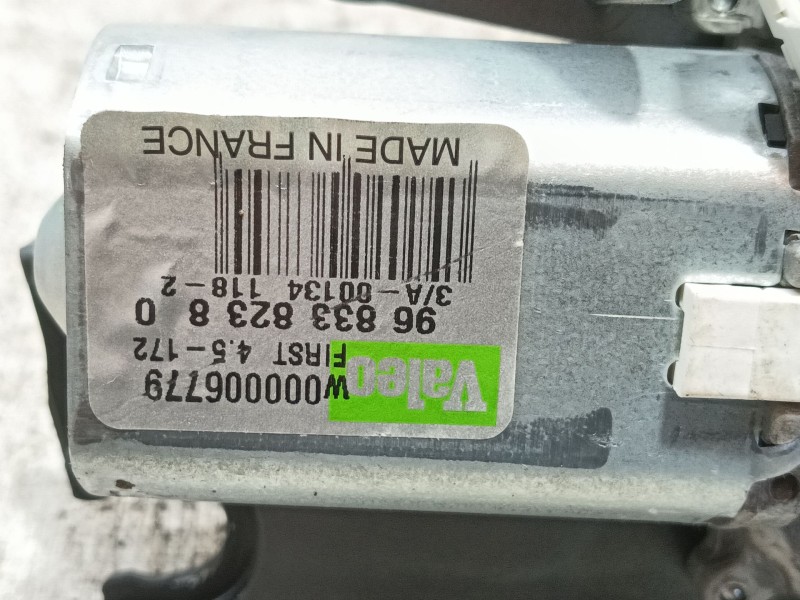 Valeo W000006779
FIRST 4.5-172
96 833 823 8 0
3/A-00134 118-2
MADE IN FRANCE